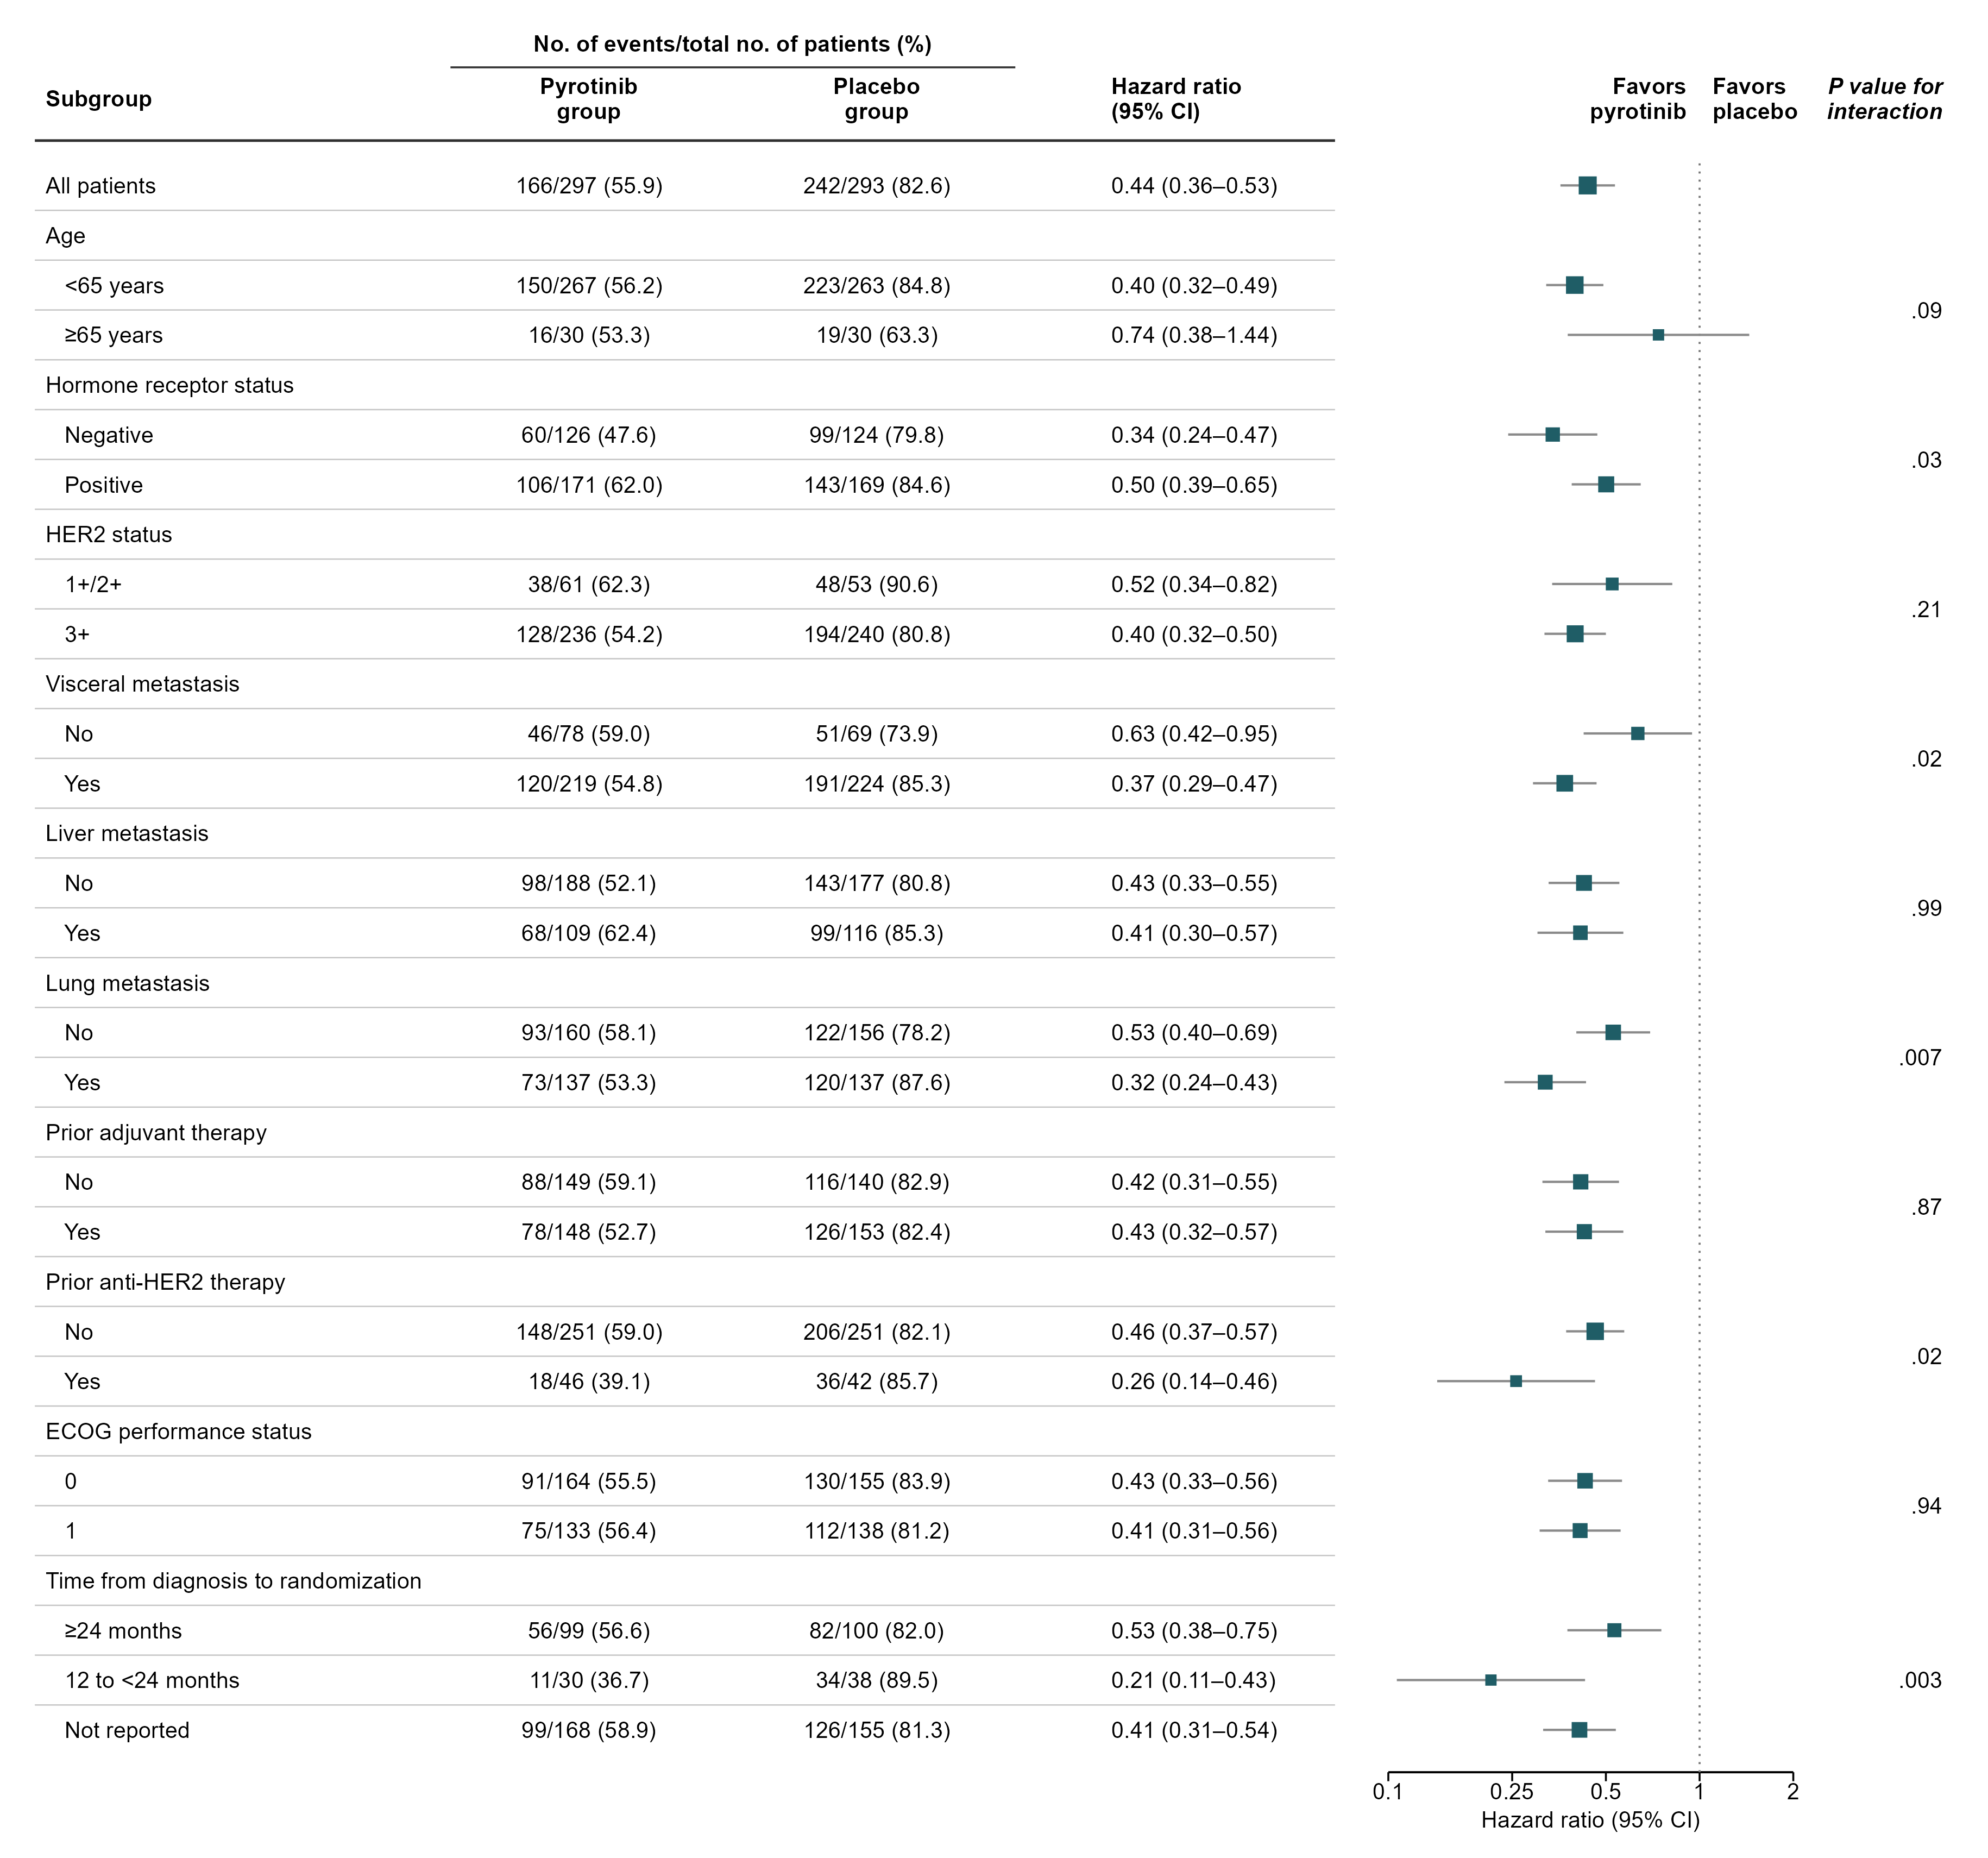 No. of events/total no. of patients (%)
Subgroup
Pyrotinib
group
Placebo
group
Hazard ratio
(95% CI)
Favors
pyrotinib
Favors
placebo
P value for
interaction
All patients 166/297 (55.9) 242/293 (82.6) 0.44 (0.36–0.53)
Age
<65 years 150/267 (56.2) 223/263 (84.8) 0.40 (0.32–0.49)
.09
≥65 years 16/30 (53.3) 19/30 (63.3) 0.74 (0.38–1.44)
Hormone receptor status
Negative 60/126 (47.6) 99/124 (79.8) 0.34 (0.24–0.47)
.03
Positive 106/171 (62.0) 143/169 (84.6) 0.50 (0.39–0.65)
HER2 status
1+/2+ 38/61 (62.3) 48/53 (90.6) 0.52 (0.34–0.82)
.21
3+ 128/236 (54.2) 194/240 (80.8) 0.40 (0.32–0.50)
Visceral metastasis
No 46/78 (59.0) 51/69 (73.9) 0.63 (0.42–0.95)
.02
Yes 120/219 (54.8) 191/224 (85.3) 0.37 (0.29–0.47)
Liver metastasis
No 98/188 (52.1) 143/177 (80.8) 0.43 (0.33–0.55)
.99
Yes 68/109 (62.4) 99/116 (85.3) 0.41 (0.30–0.57)
Lung metastasis
No 93/160 (58.1) 122/156 (78.2) 0.53 (0.40–0.69)
.007
Yes 73/137 (53.3) 120/137 (87.6) 0.32 (0.24–0.43)
Prior adjuvant therapy
No 88/149 (59.1) 116/140 (82.9) 0.42 (0.31–0.55)
.87
Yes 78/148 (52.7) 126/153 (82.4) 0.43 (0.32–0.57)
Prior anti-HER2 therapy
No 148/251 (59.0) 206/251 (82.1) 0.46 (0.37–0.57)
.02
Yes 18/46 (39.1) 36/42 (85.7) 0.26 (0.14–0.46)
ECOG performance status
0 91/164 (55.5) 130/155 (83.9) 0.43 (0.33–0.56)
.94
1 75/133 (56.4) 112/138 (81.2) 0.41 (0.31–0.56)
Time from diagnosis to randomization
≥24 months 56/99 (56.6) 82/100 (82.0) 0.53 (0.38–0.75)
12 to <24 months 11/30 (36.7) 34/38 (89.5) 0.21 (0.11–0.43) .003
Not reported 99/168 (58.9) 126/155 (81.3) 0.41 (0.31–0.54)
0.1 0.25 0.5 1 2
Hazard ratio (95% CI)